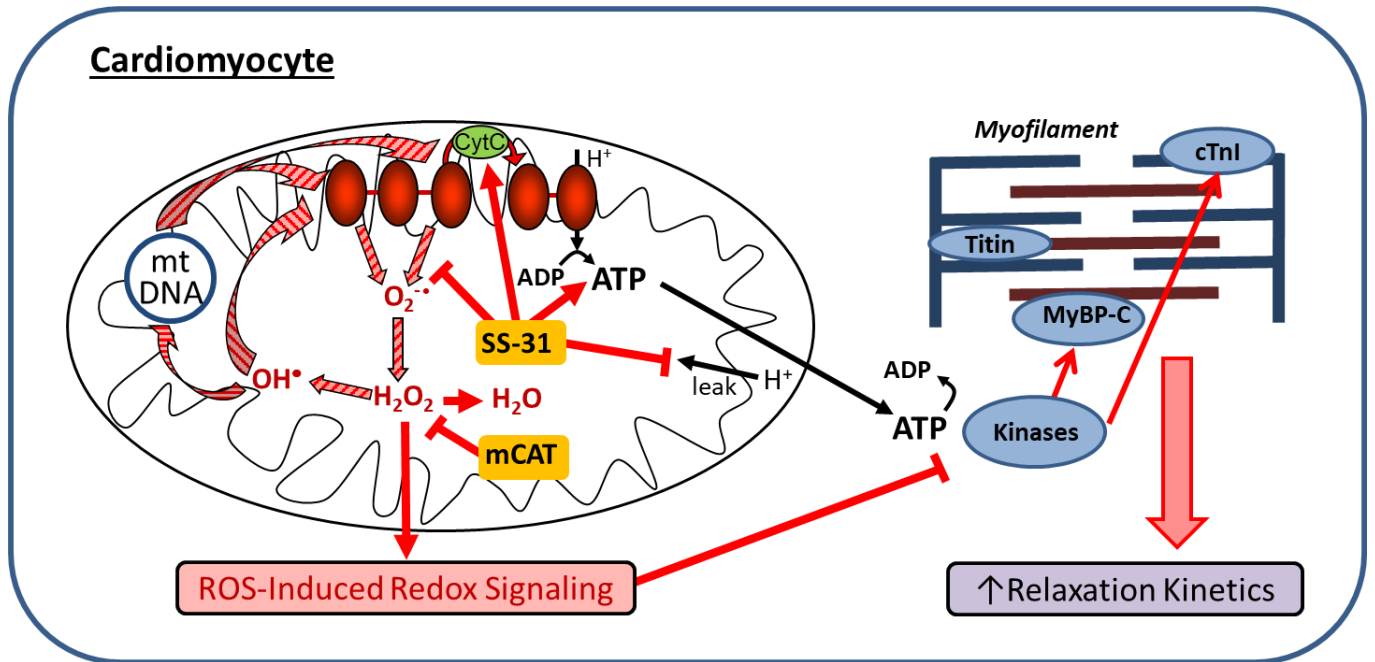 Cardiomyocyte
CytC
H⁺
Myofilament
cTnI
mt
DNA
ADP
ATP
Titin
O₂⁻•
SS-31
MyBP-C
OH•
H₂O₂
H₂O
leak
H⁺
ADP
ATP
Kinases
mCAT
ROS-Induced Redox Signaling
↑Relaxation Kinetics